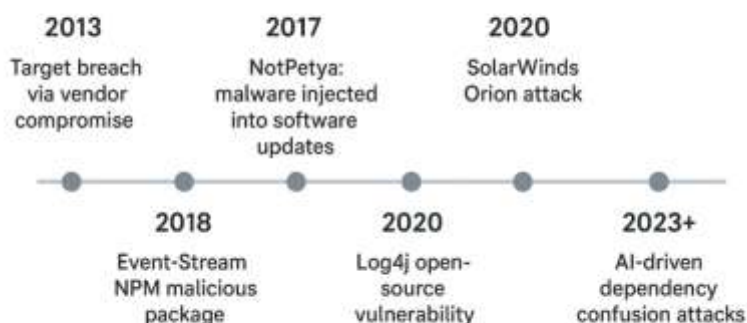 2013
Target breach
via vendor
compromise
2017
NotPetya:
malware injected
into software
updates
2020
SolarWinds
Orion attack
2018
Event-Stream
NPM malicious
package
2020
Log4j open-
source
vulnerability
2023+
AI-driven
dependency
confusion attacks